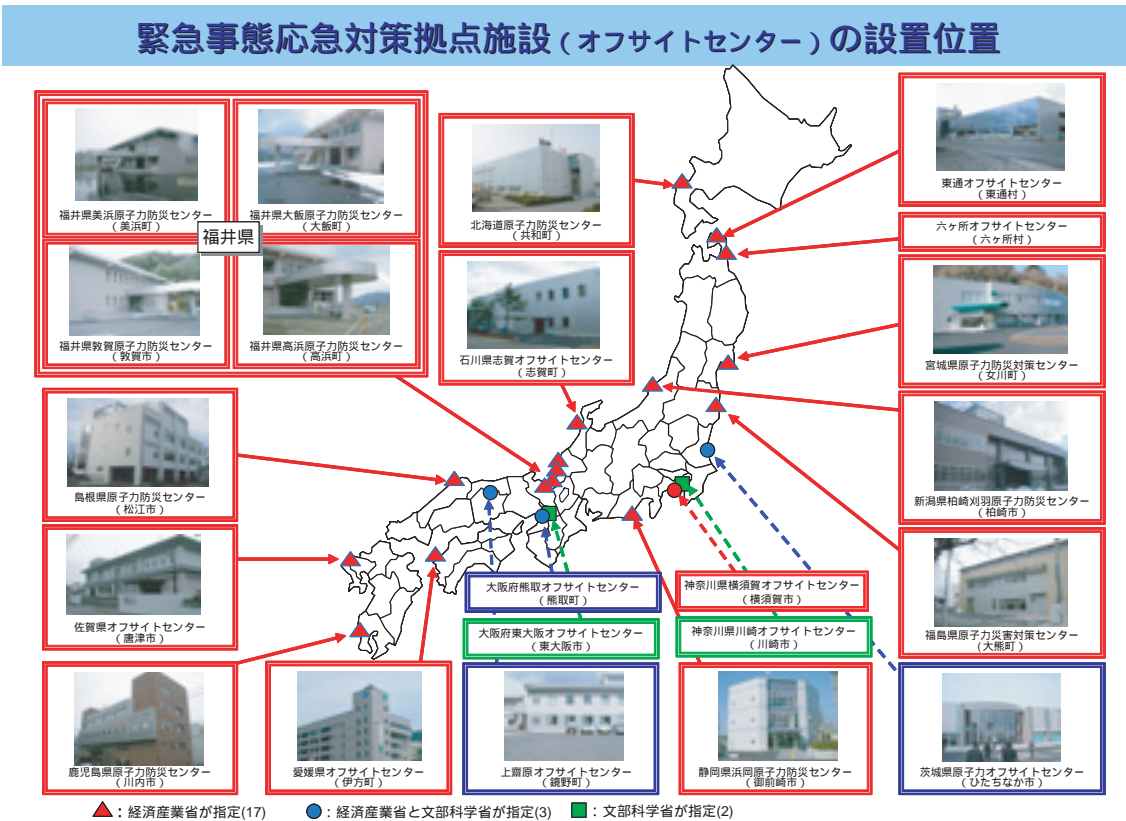 緊急事態応急対策拠点施設(オフサイトセンター)の設置位置
福井県美浜原子力防災センター
(美浜町)
福井県大飯原子力防災センター
(大飯町)
福井県
福井県敦賀原子力防災センター
(敦賀市)
福井県高浜原子力防災センター
(高浜町)
北海道原子力防災センター
(共和町)
石川県志賀オフサイトセンター
(志賀町)
東通オフサイトセンター
(東通村)
六ヶ所オフサイトセンター
(六ヶ所村)
宮城県原子力防災対策センター
(女川町)
新潟県柏崎刈羽原子力防災センター
(柏崎市)
福島県原子力災害対策センター
(大熊町)
島根県原子力防災センター
(松江市)
佐賀県オフサイトセンター
(唐津市)
大阪府熊取オフサイトセンター
(熊取町)
神奈川県横須賀オフサイトセンター
(横須賀市)
大阪府東大阪オフサイトセンター
(東大阪市)
神奈川県川崎オフサイトセンター
(川崎市)
鹿児島県原子力防災センター
(川内市)
愛媛県オフサイトセンター
(伊方町)
上齋原オフサイトセンター
(鏡野町)
静岡県浜岡原子力防災センター
(御前崎市)
茨城県原子力オフサイトセンター
(ひたちなか市)
:経済産業省が指定(17)
:経済産業省と文部科学省が指定(3)
:文部科学省が指定(2)